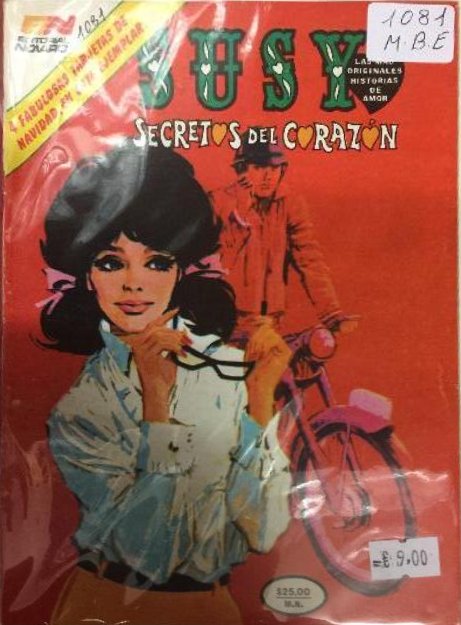 EDITORIAL
NOVARO
1081
4 FABULOSAS TARJETAS DE
NAVIDAD EN ESTE EJEMPLAR
SUSY
LAS MAS
ORIGINALES
HISTORIAS
DE
AMOR
1081
M.B.E
SECRETOS DEL CORAZÓN
9.00
$25.00
M.N.